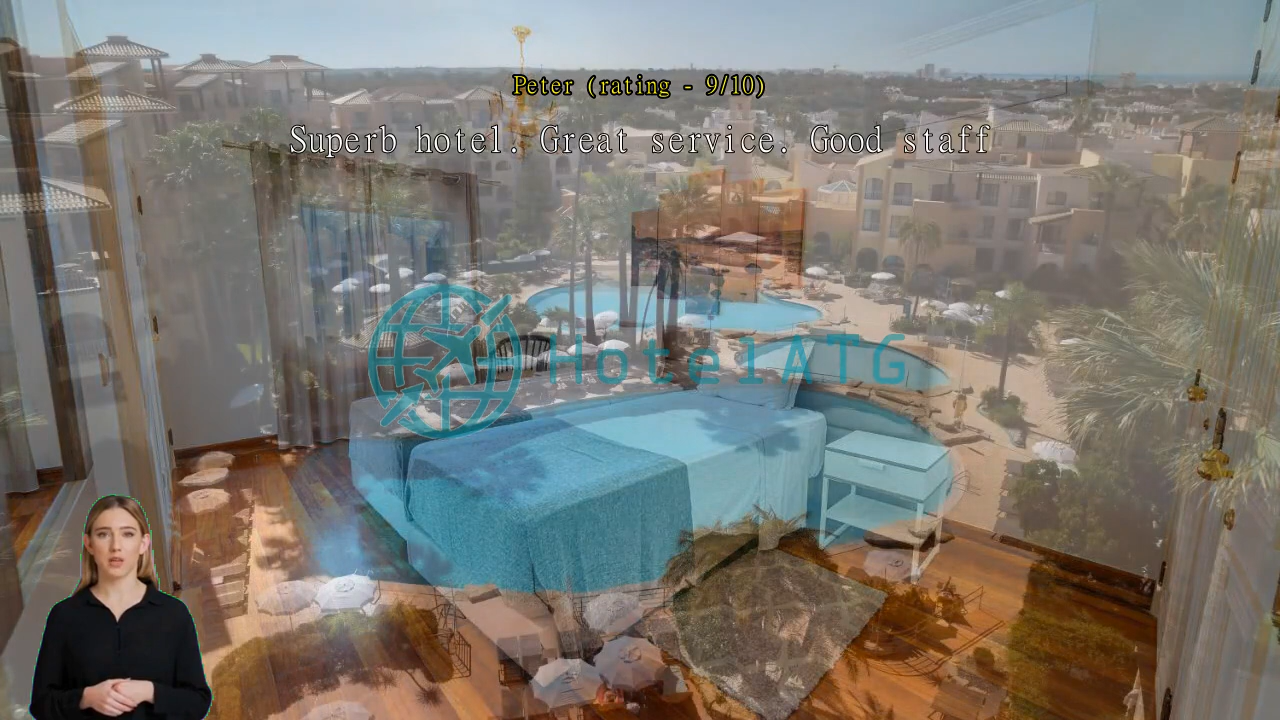 Peter (rating - 9/10)
Superb hotel. Great service. Good staff
HotelATG